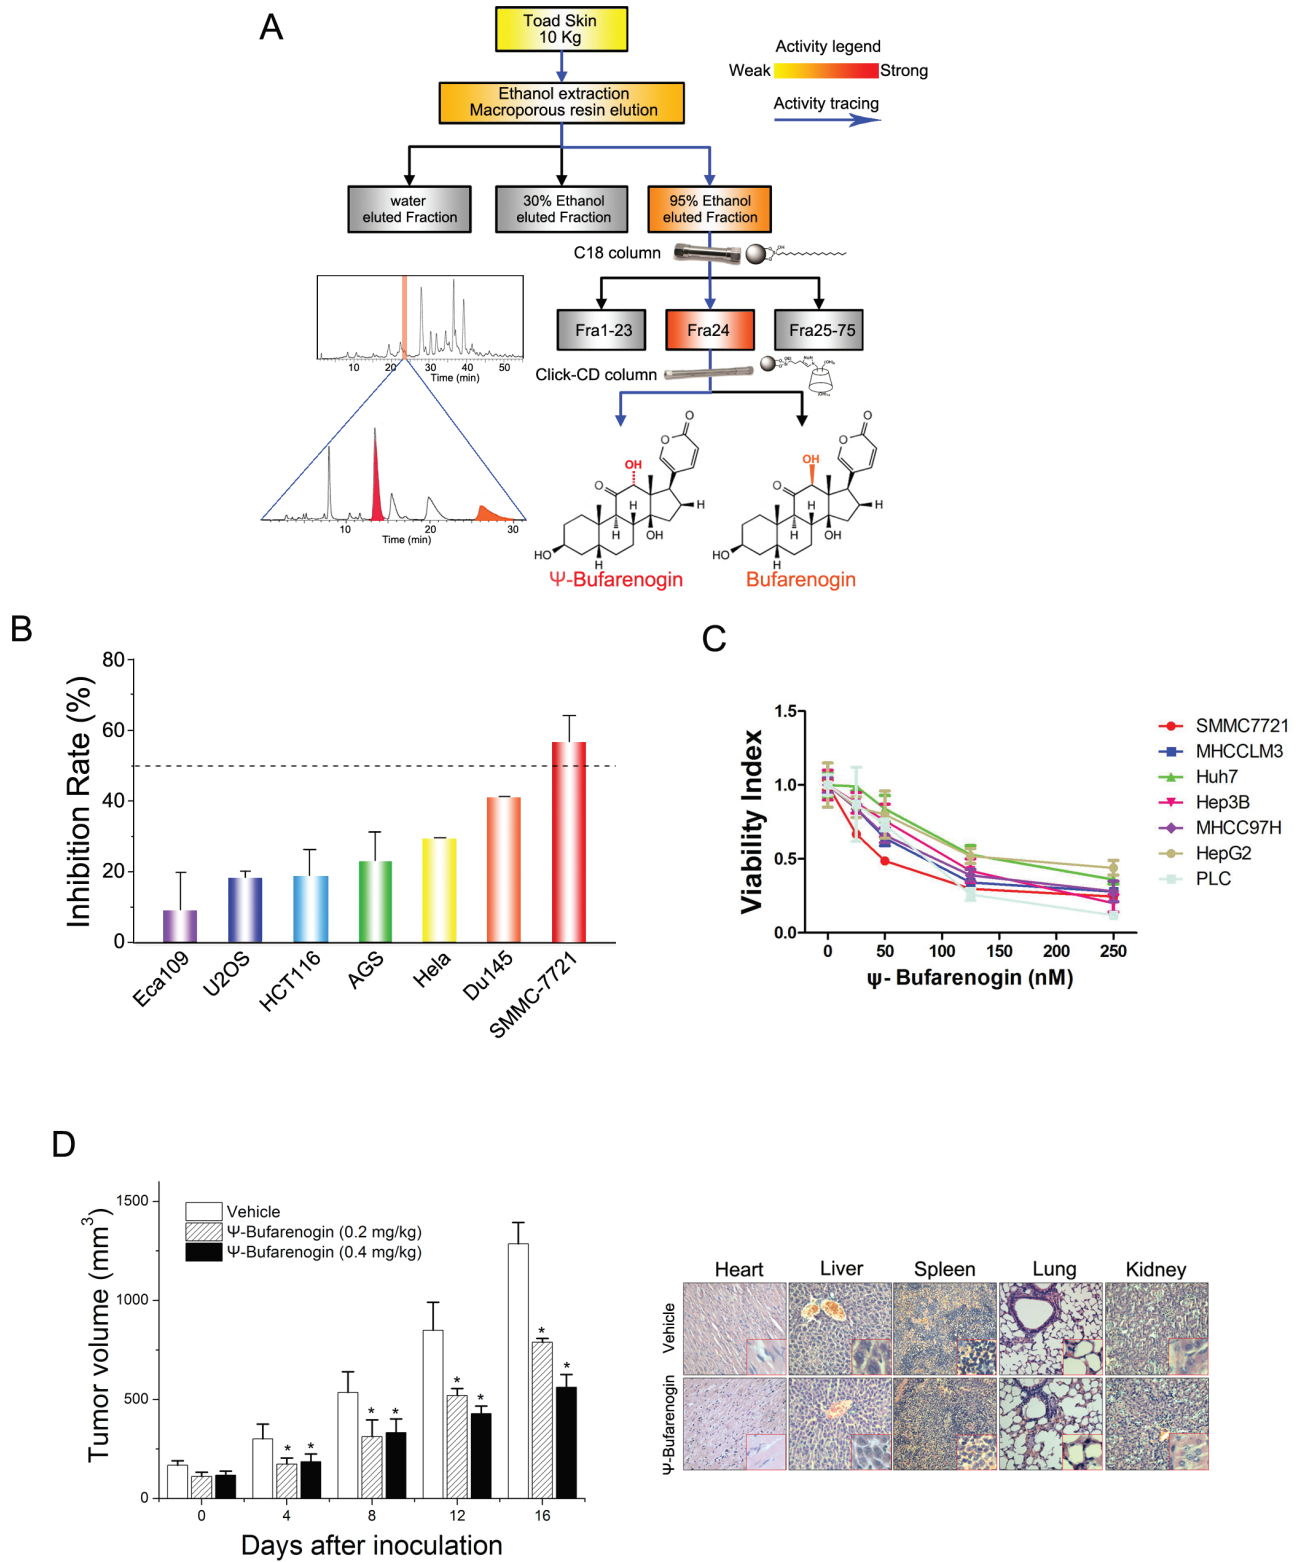 A
Toad Skin
10 Kg
Activity legend
Weak Strong
Activity tracing
Ethanol extraction
Macroporous resin elution
water
eluted Fraction
30% Ethanol
eluted Fraction
95% Ethanol
eluted Fraction
C18 column
OH
Fra1-23
Fra24
Fra25-75
Click-CD column
10 20 30 40 50
Time (min)
10 20 30
Time (min)
O
O
OH
O
H
H
H
OH
HO
H
Ψ-Bufarenogin
O
O
OH
O
H
H
H
OH
HO
H
Bufarenogin
B
Inhibition Rate (%)
80
60
40
20
0
Eca109
U2OS
HCT116
AGS
Hela
Du145
SMMC-7721
C
Viability Index
1.5
1.0
0.5
0.0
0 50 100 150 200 250
ψ- Bufarenogin (nM)
SMMC7721
MHCCLM3
Huh7
Hep3B
MHCC97H
HepG2
PLC
D
Tumor volume (mm³)
1500
1000
500
0
Vehicle
Ψ-Bufarenogin (0.2 mg/kg)
Ψ-Bufarenogin (0.4 mg/kg)
* * * * * * * *
0 4 8 12 16
Days after inoculation
Heart Liver Spleen Lung Kidney
Vehicle
Ψ-Bufarenogin